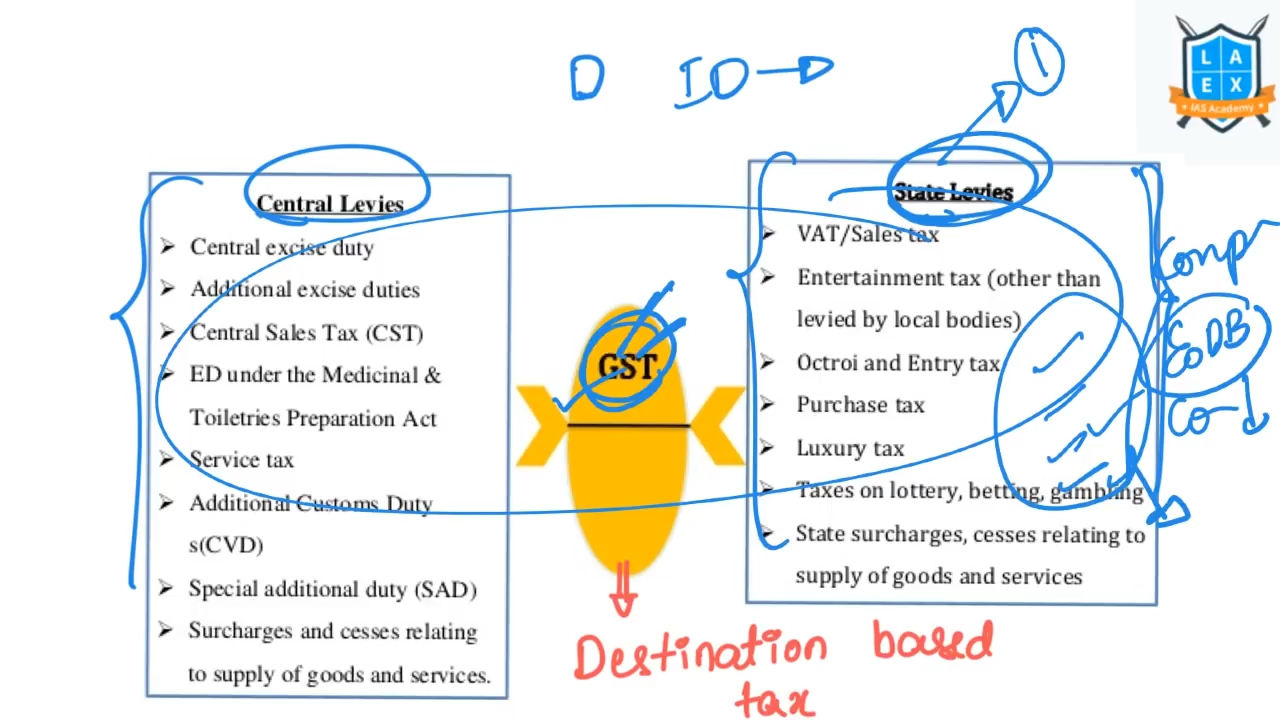 D ID
1
L A
E X
IAS Academy
Central Levies
Central excise duty
Additional excise duties
Central Sales Tax (CST)
ED under the Medicinal &
Toiletries Preparation Act
Service tax
Additional Customs Duty
s(CVD)
Special additional duty (SAD)
Surcharges and cesses relating
to supply of goods and services.
GST
Destination based
tax
State Levies
VAT/Sales tax
Entertainment tax (other than
levied by local bodies)
Octroi and Entry tax
Purchase tax
Luxury tax
Taxes on lottery, betting, gambling
State surcharges, cesses relating to
supply of goods and services
Comp